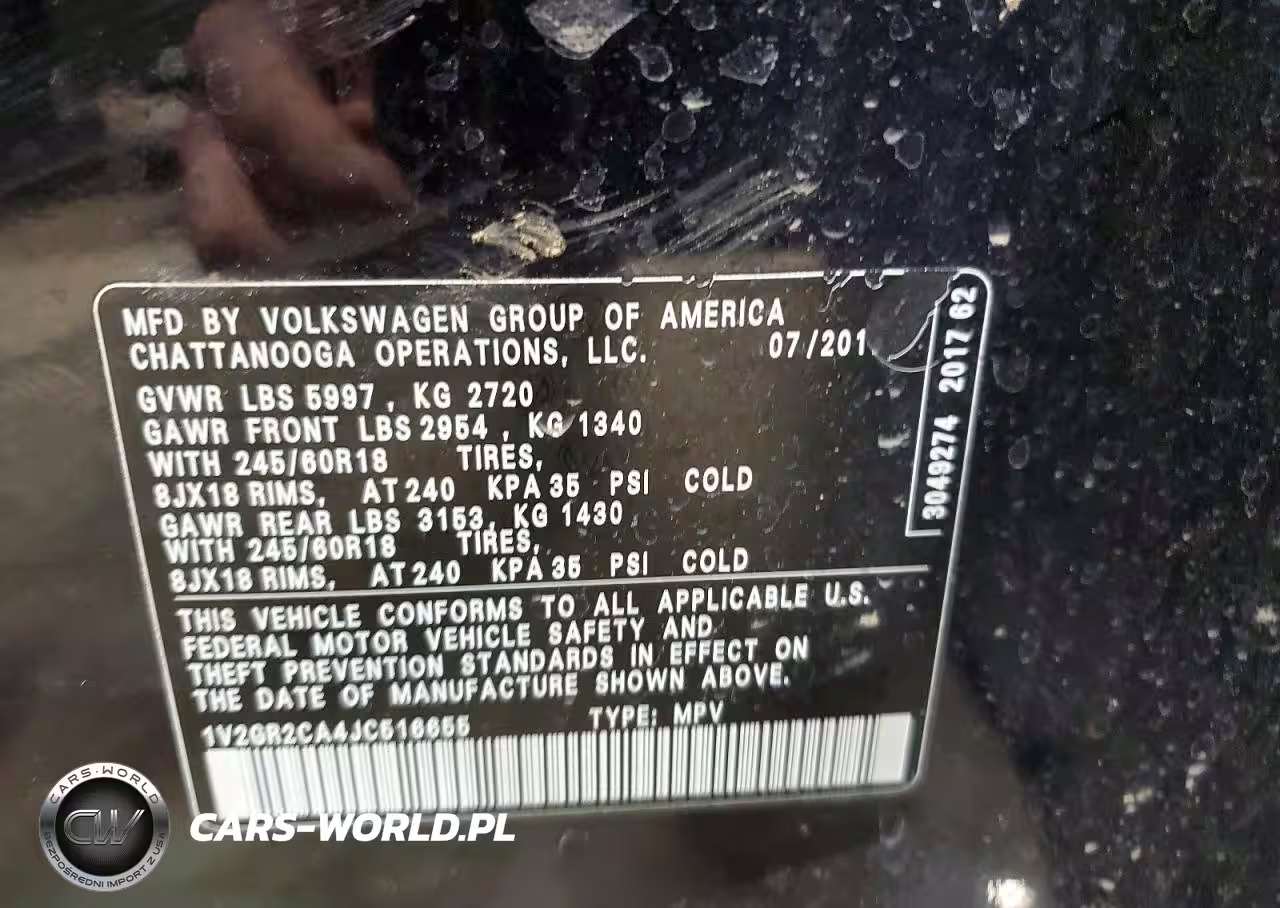 MFD BY VOLKSWAGEN GROUP OF AMERICA
CHATTANOOGA OPERATIONS, LLC. 07/201
GVWR LBS 5997 , KG 2720
GAWR FRONT LBS 2954 , KG 1340
WITH 245/60R18 TIRES,
8JX18 RIMS, AT 240 KPA 35 PSI COLD
GAWR REAR LBS 3153, KG 1430
WITH 245/60R18 TIRES,
8JX18 RIMS, AT 240 KPA 35 PSI COLD
THIS VEHICLE CONFORMS TO ALL APPLICABLE U.S.
FEDERAL MOTOR VEHICLE SAFETY AND
THEFT PREVENTION STANDARDS IN EFFECT ON
THE DATE OF MANUFACTURE SHOWN ABOVE.
1V2GR2CA4JC516655 TYPE: MPV
3049274 2017 62
CARS-WORLD
CW
BEZPOŚREDNI IMPORT Z USA
CARS-WORLD.PL